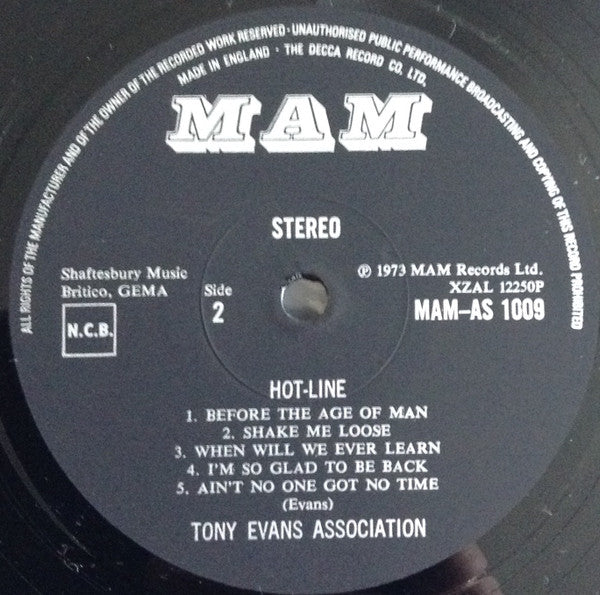 ALL RIGHTS OF THE MANUFACTURER AND OF THE OWNER OF THE RECORDED WORK RESERVED · UNAUTHORISED PUBLIC PERFORMANCE BROADCASTING AND COPYING OF THIS RECORD PROHIBITED
MADE IN ENGLAND · THE DECCA RECORD CO. LTD.
MAM
STEREO
Shaftesbury Music
Britico, GEMA
N.C.B.
Side
2
℗ 1973 MAM Records Ltd.
XZAL 12250P
MAM–AS 1009
HOT-LINE
1. BEFORE THE AGE OF MAN
2. SHAKE ME LOOSE
3. WHEN WILL WE EVER LEARN
4. I'M SO GLAD TO BE BACK
5. AIN'T NO ONE GOT NO TIME
(Evans)
TONY EVANS ASSOCIATION